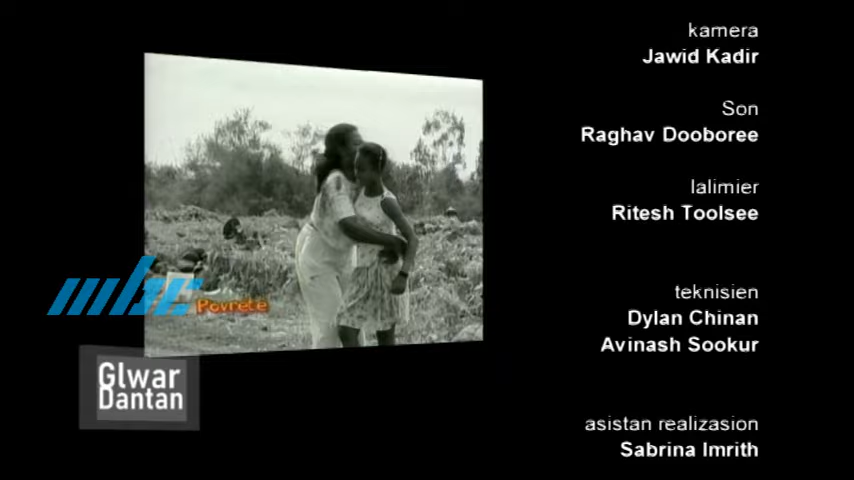 kamera
Jawid Kadir
Son
Raghav Dooboree
lalimier
Ritesh Toolsee
teknisien
Dylan Chinan
Avinash Sookur
asistan realizasion
Sabrina Imrith
mbc
Povrete
Glwar
Dantan